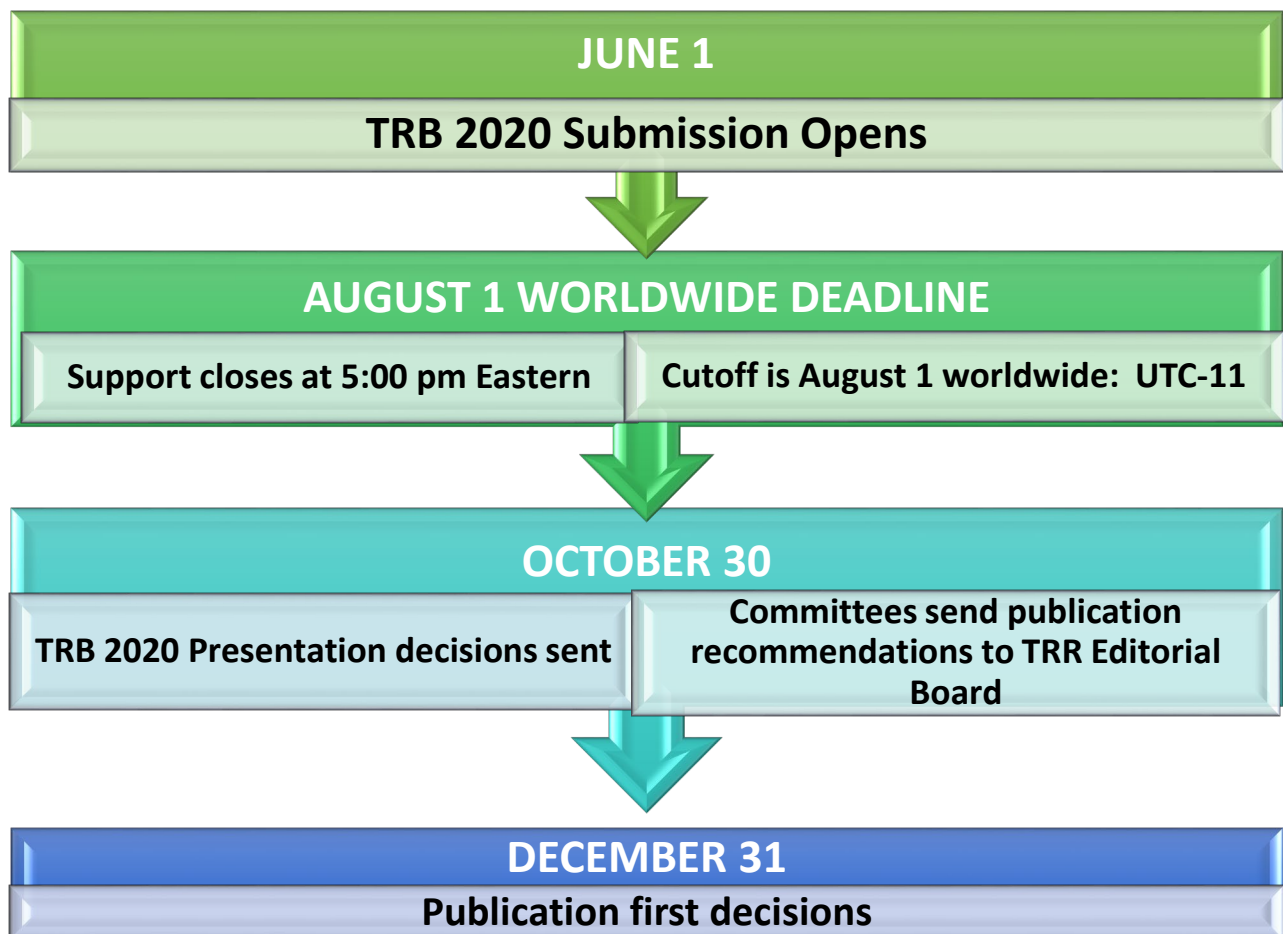 JUNE 1
TRB 2020 Submission Opens
AUGUST 1 WORLDWIDE DEADLINE
Support closes at 5:00 pm Eastern
Cutoff is August 1 worldwide: UTC-11
OCTOBER 30
TRB 2020 Presentation decisions sent
Committees send publication
recommendations to TRR Editorial
Board
DECEMBER 31
Publication first decisions